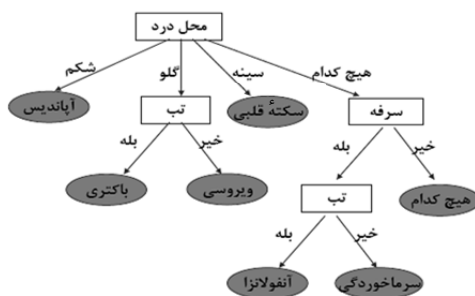 محل درد
شکم
گلو
سینه
هیچ کدام
آپاندیس
تب
سکتهٔ قلبی
سرفه
بله
خیر
بله
خیر
باکتری
ویروسی
تب
هیچ کدام
بله
خیر
آنفولانزا
سرماخوردگی